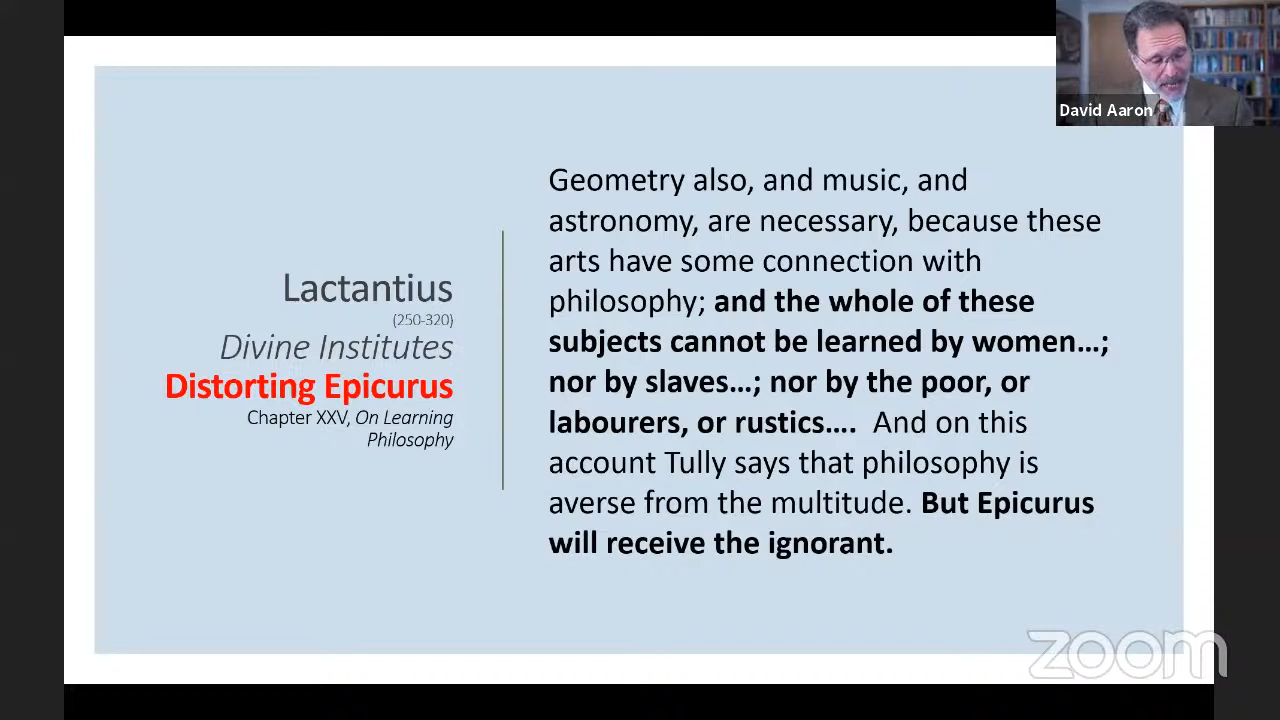 David Aaron
Lactantius
(250-320)
Divine Institutes
Distorting Epicurus
Chapter XXV, On Learning
Philosophy
Geometry also, and music, and
astronomy, are necessary, because these
arts have some connection with
philosophy; and the whole of these
subjects cannot be learned by women…;
nor by slaves…; nor by the poor, or
labourers, or rustics…. And on this
account Tully says that philosophy is
averse from the multitude. But Epicurus
will receive the ignorant.
zoom